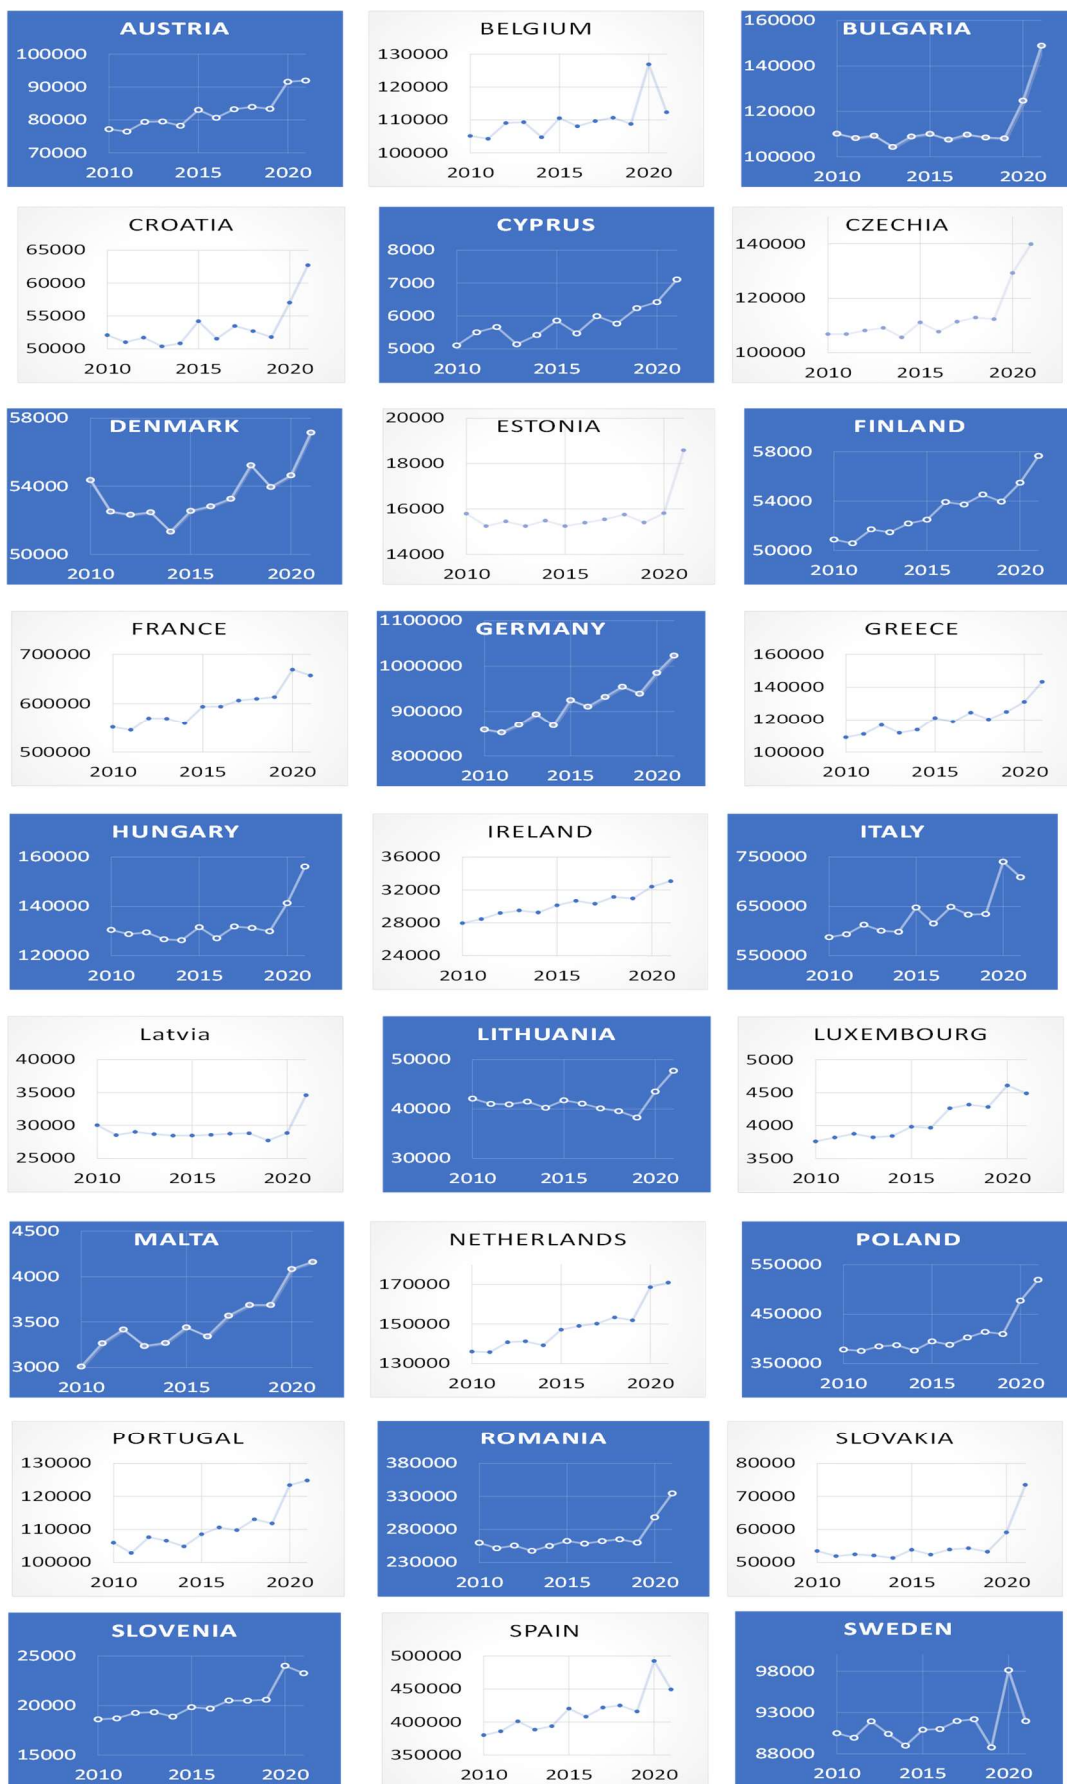 AUSTRIA
100000
90000
80000
70000
2010 2015 2020
BELGIUM
130000
120000
110000
100000
2010 2015 2020
BULGARIA
160000
140000
120000
100000
2010 2015 2020
CROATIA
65000
60000
55000
50000
2010 2015 2020
CYPRUS
8000
7000
6000
5000
2010 2015 2020
CZECHIA
140000
120000
100000
2010 2015 2020
DENMARK
58000
54000
50000
2010 2015 2020
ESTONIA
20000
18000
16000
14000
2010 2015 2020
FINLAND
58000
54000
50000
2010 2015 2020
FRANCE
700000
600000
500000
2010 2015 2020
GERMANY
1100000
1000000
900000
800000
2010 2015 2020
GREECE
160000
140000
120000
100000
2010 2015 2020
HUNGARY
160000
140000
120000
2010 2015 2020
IRELAND
36000
32000
28000
24000
2010 2015 2020
ITALY
750000
650000
550000
2010 2015 2020
Latvia
40000
35000
30000
25000
2010 2015 2020
LITHUANIA
50000
40000
30000
2010 2015 2020
LUXEMBOURG
5000
4500
4000
3500
2010 2015 2020
MALTA
4500
4000
3500
3000
2010 2015 2020
NETHERLANDS
170000
150000
130000
2010 2015 2020
POLAND
550000
450000
350000
2010 2015 2020
PORTUGAL
130000
120000
110000
100000
2010 2015 2020
ROMANIA
380000
330000
280000
230000
2010 2015 2020
SLOVAKIA
80000
70000
60000
50000
2010 2015 2020
SLOVENIA
25000
20000
15000
2010 2015 2020
SPAIN
500000
450000
400000
350000
2010 2015 2020
SWEDEN
98000
93000
88000
2010 2015 2020